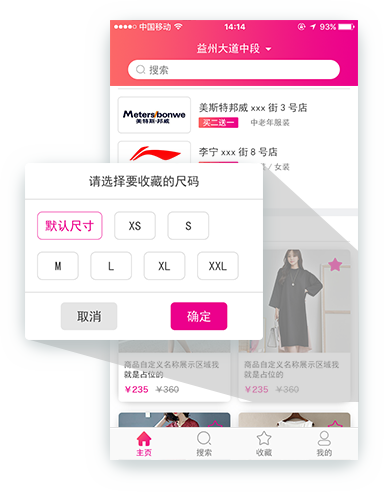 中国移动
14:14
93%
益州大道中段
搜索
Meters/bonwe
美特斯·邦威
美斯特邦威 xxx 街 3 号店
买二送一
中老年服装
李宁 xxx 街 8 号店
/ 女装
请选择要收藏的尺码
默认尺寸
XS
S
M
L
XL
XXL
取消
确定
商品自定义名称展示区域我
就是占位的
¥235
¥360
商品自定义名称展示区域我
就是占位的
¥235
¥360
主页
搜索
收藏
我的